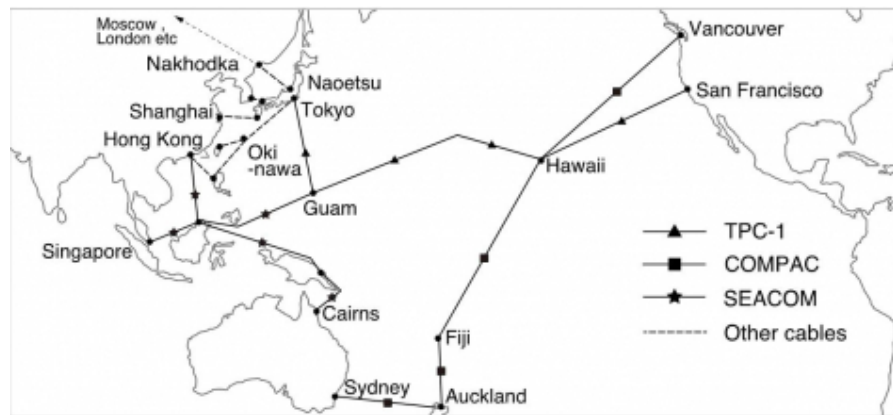 Moscow,
London etc
Nakhodka
Naoetsu
Shanghai
Tokyo
Hong Kong
Oki
-nawa
Guam
Singapore
Cairns
Sydney
Auckland
Fiji
Hawaii
Vancouver
San Francisco
TPC-1
COMPAC
SEACOM
Other cables